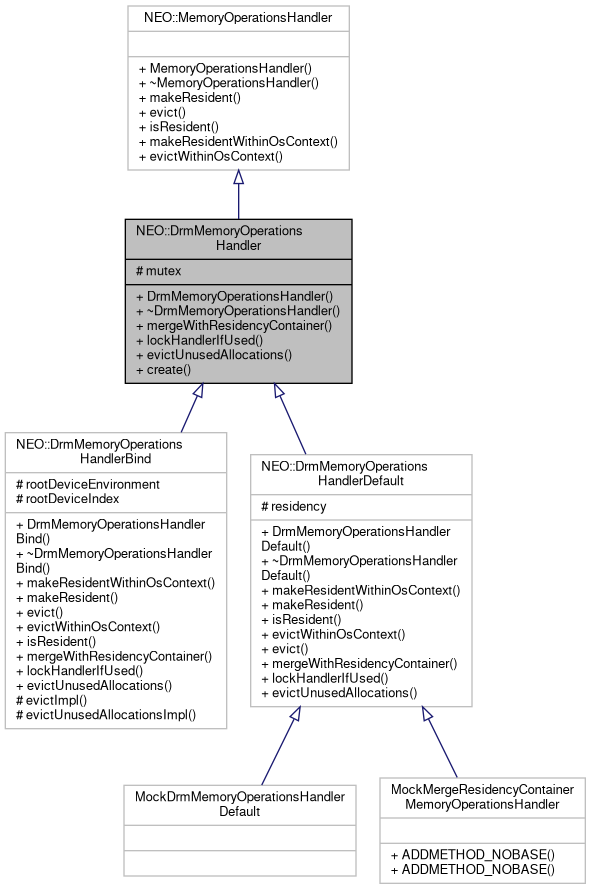 NEO::MemoryOperationsHandler
+ MemoryOperationsHandler()
+ ~MemoryOperationsHandler()
+ makeResident()
+ evict()
+ isResident()
+ makeResidentWithinOsContext()
+ evictWithinOsContext()
NEO::DrmMemoryOperations
Handler
# mutex
+ DrmMemoryOperationsHandler()
+ ~DrmMemoryOperationsHandler()
+ mergeWithResidencyContainer()
+ lockHandlerIfUsed()
+ evictUnusedAllocations()
+ create()
NEO::DrmMemoryOperations
HandlerBind
# rootDeviceEnvironment
# rootDeviceIndex
+ DrmMemoryOperationsHandler
Bind()
+ ~DrmMemoryOperationsHandler
Bind()
+ makeResidentWithinOsContext()
+ makeResident()
+ evict()
+ evictWithinOsContext()
+ isResident()
+ mergeWithResidencyContainer()
+ lockHandlerIfUsed()
+ evictUnusedAllocations()
# evictImpl()
# evictUnusedAllocationsImpl()
NEO::DrmMemoryOperations
HandlerDefault
# residency
+ DrmMemoryOperationsHandler
Default()
+ ~DrmMemoryOperationsHandler
Default()
+ makeResidentWithinOsContext()
+ makeResident()
+ isResident()
+ evictWithinOsContext()
+ evict()
+ mergeWithResidencyContainer()
+ lockHandlerIfUsed()
+ evictUnusedAllocations()
MockDrmMemoryOperationsHandler
Default
MockMergeResidencyContainer
MemoryOperationsHandler
+ ADDMETHOD_NOBASE()
+ ADDMETHOD_NOBASE()